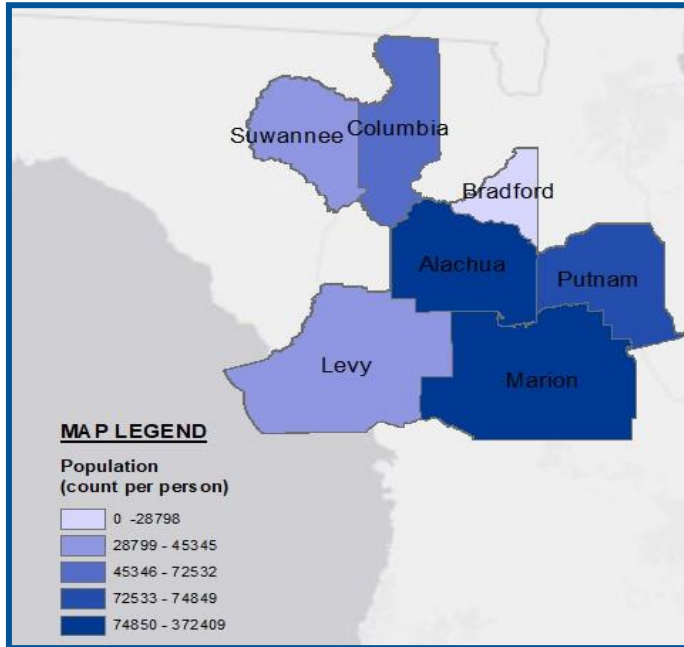 Suwannee
Columbia
Bradford
Alachua
Putnam
Levy
Marion
MAP LEGEND
Population
(count per person)
0 -28798
28799 - 45345
45346 - 72532
72533 - 74849
74850 - 372409